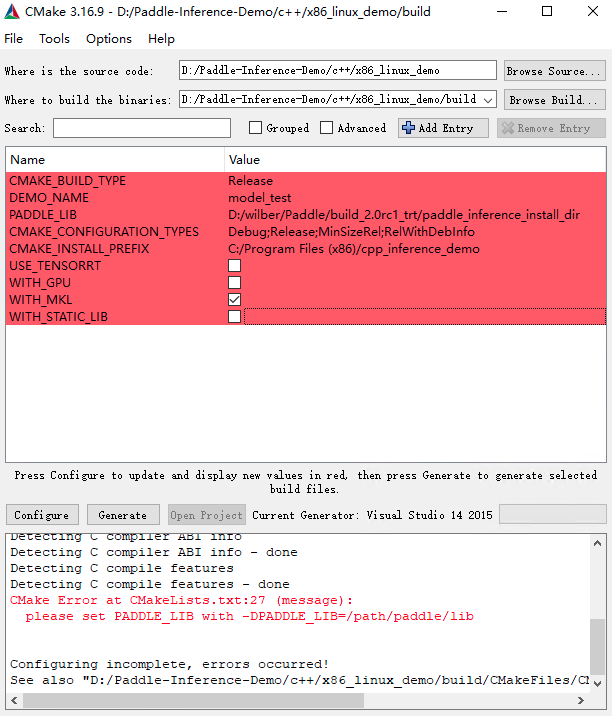 CMake 3.16.9 - D:/Paddle-Inference-Demo/c++/x86_linux_demo/build
File Tools Options Help
Where is the source code: D:/Paddle-Inference-Demo/c++/x86_linux_demo Browse Source...
Where to build the binaries: D:/Paddle-Inference-Demo/c++/x86_linux_demo/build Browse Build...
Search: Grouped Advanced Add Entry Remove Entry
Name Value
CMAKE_BUILD_TYPE Release
DEMO_NAME model_test
PADDLE_LIB D:/wilber/Paddle/build_2.0rc1_trt/paddle_inference_install_dir
CMAKE_CONFIGURATION_TYPES Debug;Release;MinSizeRel;RelWithDebInfo
CMAKE_INSTALL_PREFIX C:/Program Files (x86)/cpp_inference_demo
USE_TENSORRT
WITH_GPU
WITH_MKL
WITH_STATIC_LIB
Press Configure to update and display new values in red, then press Generate to generate selected
build files.
Configure Generate Open Project Current Generator: Visual Studio 14 2015
Detecting C compiler ABI info
Detecting C compiler ABI info - done
Detecting C compile features
Detecting C compile features - done
CMake Error at CMakeLists.txt:27 (message):
please set PADDLE_LIB with -DPADDLE_LIB=/path/paddle/lib
Configuring incomplete, errors occurred!
See also "D:/Paddle-Inference-Demo/c++/x86_linux_demo/build/CMakeFiles/